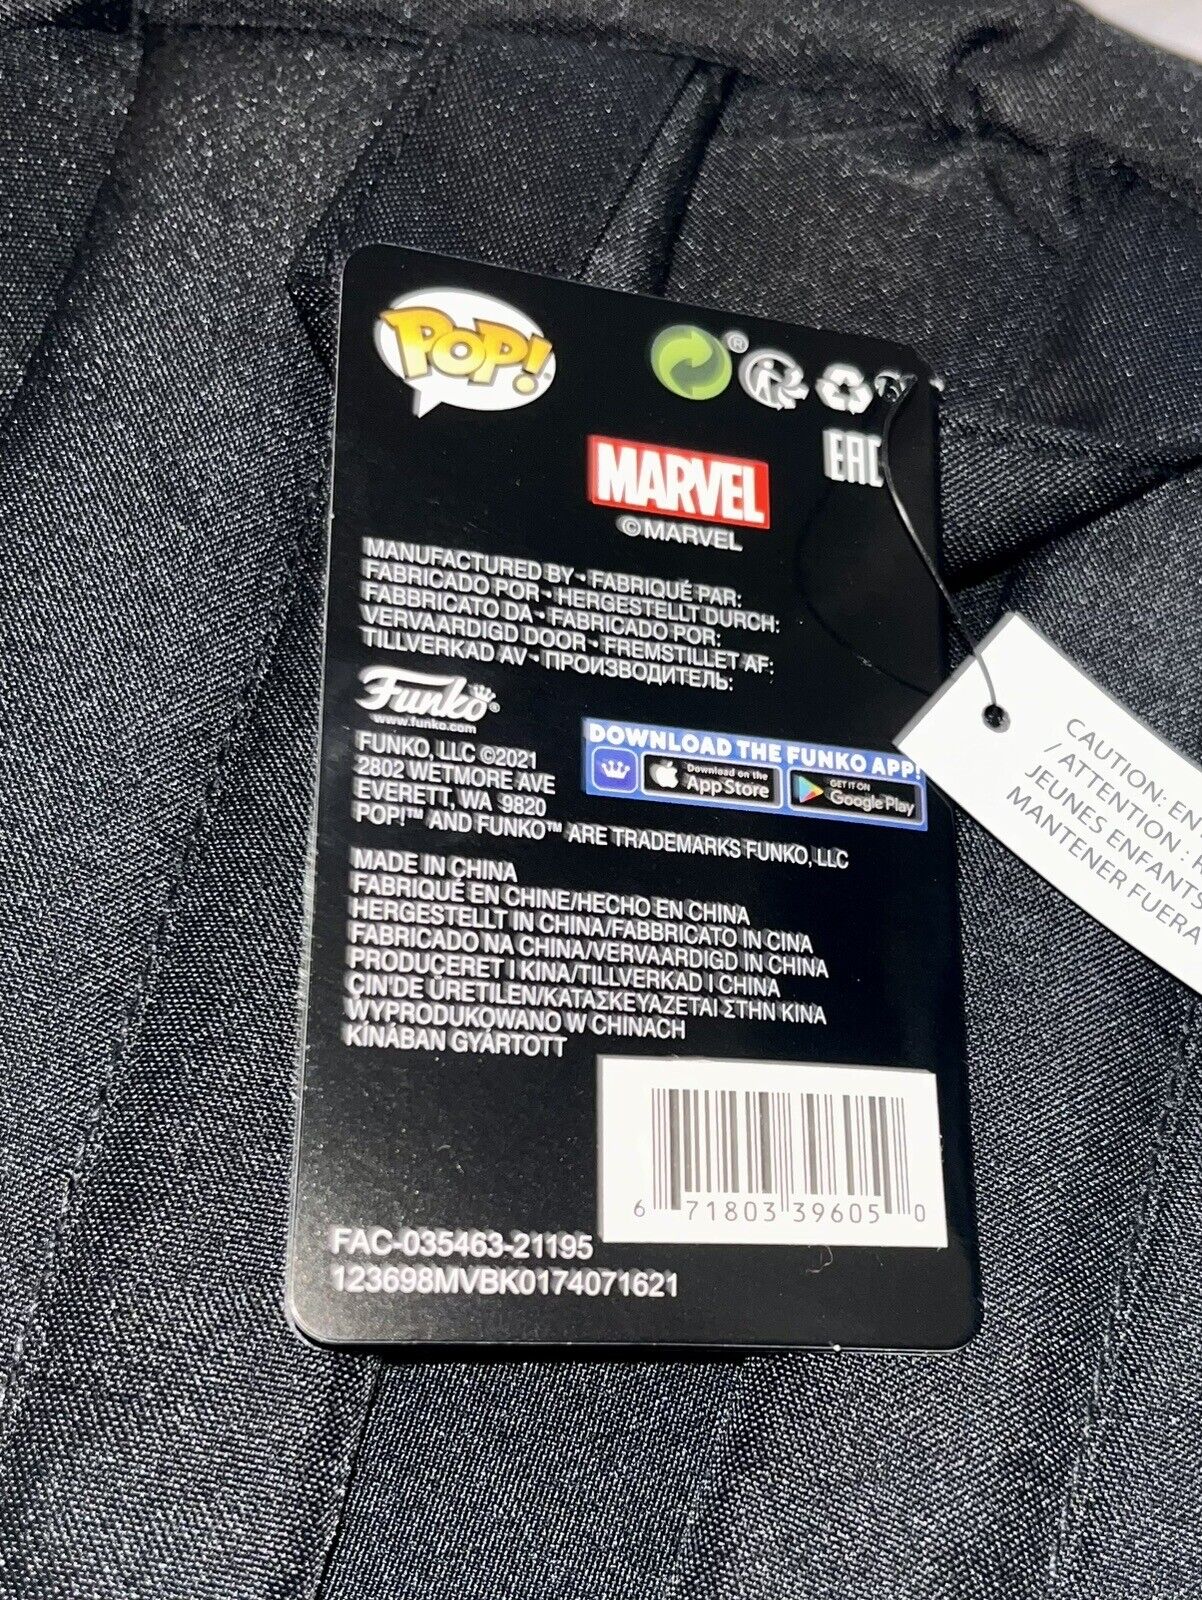 POP!
®
MARVEL
EAC
© MARVEL
MANUFACTURED BY • FABRIQUÉ PAR:
FABRICADO POR • HERGESTELLT DURCH:
FABBRICATO DA • FABRICADO POR:
VERVAARDIGD DOOR • FREMSTILLET AF:
TILLVERKAD AV • ПРОИЗВОДИТЕЛЬ:
Funko®
www.funko.com
DOWNLOAD THE FUNKO APP!
Download on the
App Store
GET IT ON
Google Play
FUNKO, LLC ©2021
2802 WETMORE AVE
EVERETT, WA 9820
POP!™ AND FUNKO™ ARE TRADEMARKS FUNKO, LLC
MADE IN CHINA
FABRIQUÉ EN CHINE/HECHO EN CHINA
HERGESTELLT IN CHINA/FABBRICATO IN CINA
FABRICADO NA CHINA/VERVAARDIGD IN CHINA
PRODUCERET I KINA/TILLVERKAD I CHINA
ÇIN'DE ÜRETILEN/ΚΑΤΑΣΚΕΥΑΖΕΤΑΙ ΣΤΗΝ ΚΙΝΑ
WYPRODUKOWANO W CHINACH
KÍNÁBAN GYÁRTOTT
6 71803 39605 0
FAC-035463-21195
123698MVBK0174071621
CAUTION: EN
/ ATTENTION :
JEUNES ENFANTS
MANTENER FUERA